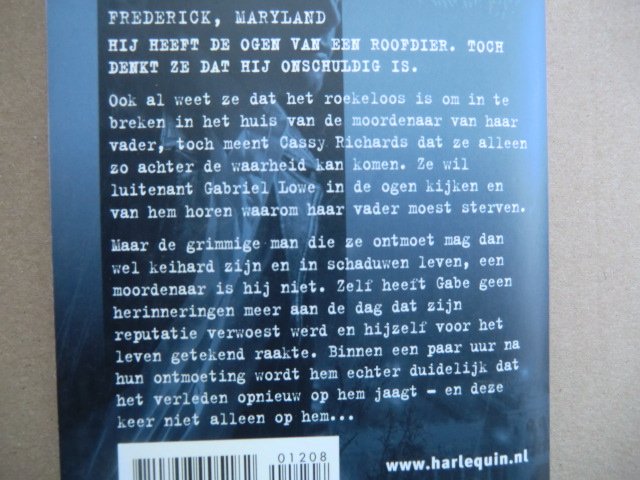 FREDERICK, MARYLAND
HIJ HEEFT DE OGEN VAN EEN ROOFDIER. TOCH
DENKT ZE DAT HIJ ONSCHULDIG IS.
Ook al weet ze dat het roekeloos is om in te
breken in het huis van de moordenaar van haar
vader, toch meent Cassy Richards dat ze alleen
zo achter de waarheid kan komen. Ze wil
luitenant Gabriel Lowe in de ogen kijken en
van hem horen waarom haar vader moest sterven.
Maar de grimmige man die ze ontmoet mag dan
wel keihard zijn en in schaduwen leven, een
moordenaar is hij niet. Zelf heeft Gabe geen
herinneringen meer aan de dag dat zijn
reputatie verwoest werd en hijzelf voor het
leven getekend raakte. Binnen een paar uur na
hun ontmoeting wordt hem echter duidelijk dat
het verleden opnieuw op hem jaagt – en deze
keer niet alleen op hem...
01208
www.harlequin.nl